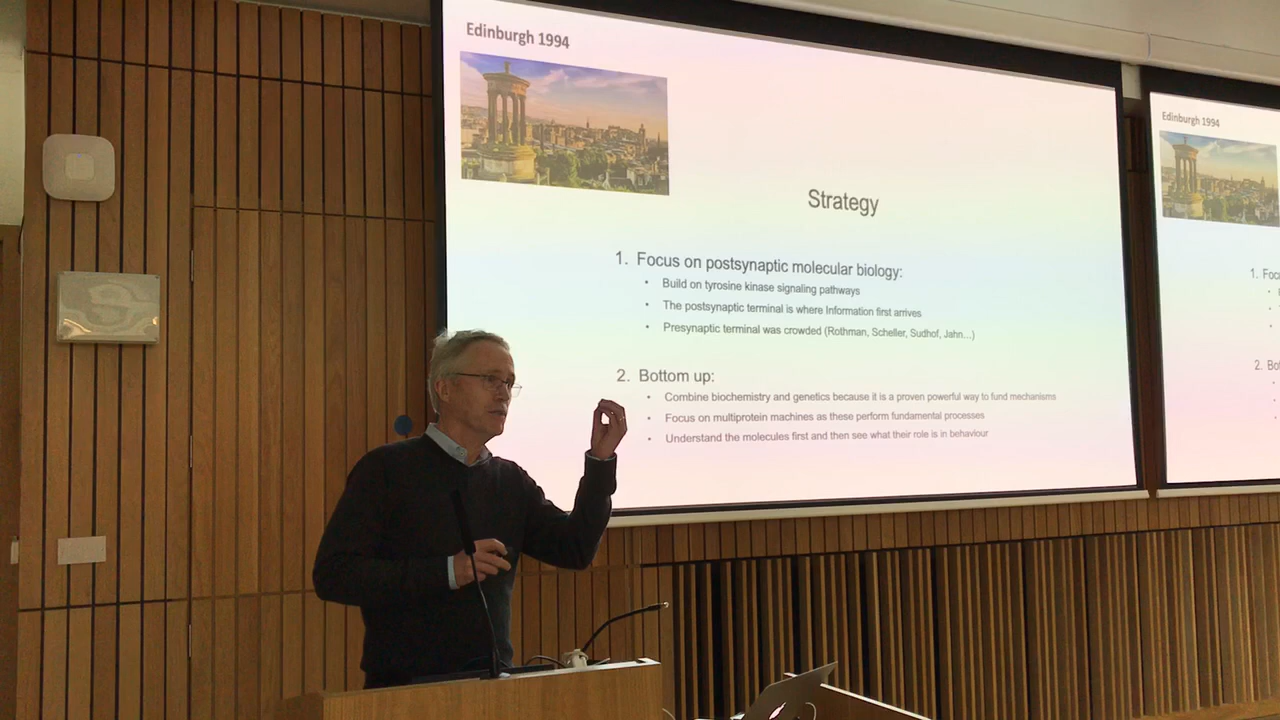 Edinburgh 1994
Strategy
1. Focus on postsynaptic molecular biology:
• Build on tyrosine kinase signaling pathways
• The postsynaptic terminal is where Information first arrives
• Presynaptic terminal was crowded (Rothman, Scheller, Sudhof, Jahn...)
2. Bottom up:
• Combine biochemistry and genetics because it is a proven powerful way to fund mechanisms
• Focus on multiprotein machines as these perform fundamental processes
• Understand the molecules first and then see what their role is in behaviour
Edinburgh 1994
1. Focu
2. Bot